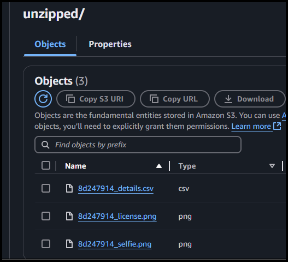 unzipped/
Objects
Properties
Objects (3)
Copy S3 URI
Copy URL
Download
Objects are the fundamental entities stored in Amazon S3. You can use A
objects, you'll need to explicitly grant them permissions. Learn more
Find objects by prefix
Name
Type
8d247914_details.csv
csv
8d247914_license.png
png
8d247914_selfie.png
png